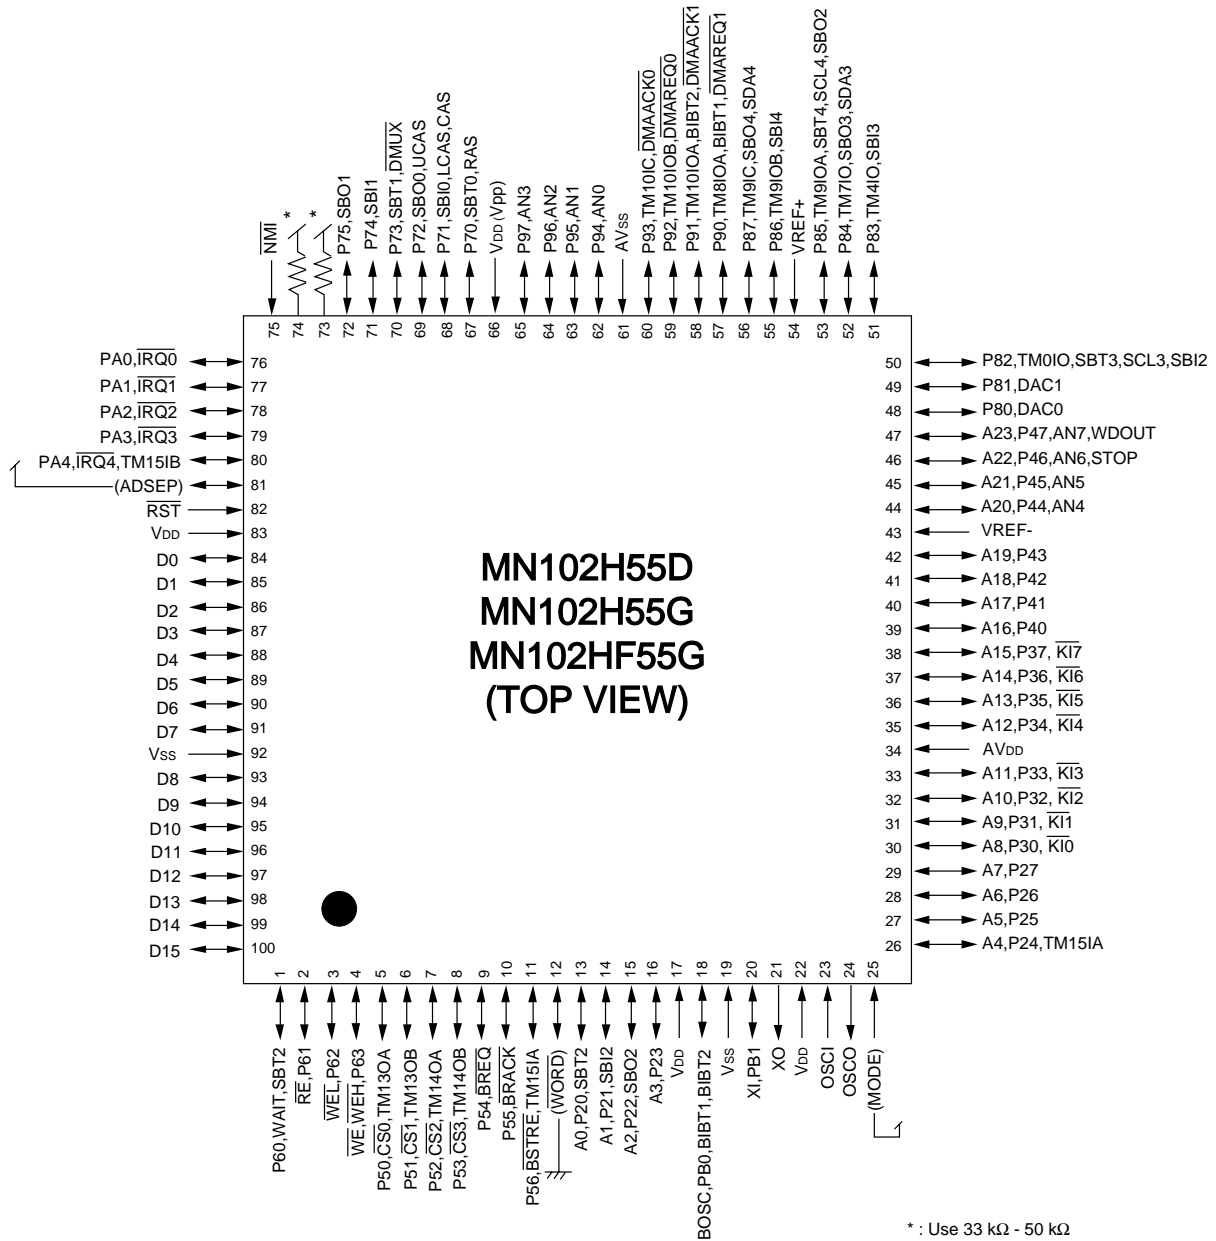 NMI
*
*
P75,SBO1
P74,SBI1
P73,SBT1,DMUX
P72,SBO0,UCAS
P71,SBI0,LCAS,CAS
P70,SBT0,RAS
VDD (Vpp)
P97,AN3
P96,AN2
P95,AN1
P94,AN0
AVss
P93,TM10IC,DMAACK0
P92,TM10IOB,DMAREQ0
P91,TM10IOA,BIBT2,DMAACK1
P90,TM8IOA,BIBT1,DMAREQ1
P87,TM9IC,SBO4,SDA4
P86,TM9IOB,SBI4
VREF+
P85,TM9IOA,SBT4,SCL4,SBO2
P84,TM7IO,SBO3,SDA3
P83,TM4IO,SBI3
75 74 73 72 71 70 69 68 67 66 65 64 63 62 61 60 59 58 57 56 55 54 53 52 51
PA0,IRQ0 76
PA1,IRQ1 77
PA2,IRQ2 78
PA3,IRQ3 79
PA4,IRQ4,TM15IB 80
(ADSEP) 81
RST 82
VDD 83
D0 84
D1 85
D2 86
D3 87
D4 88
D5 89
D6 90
D7 91
Vss 92
D8 93
D9 94
D10 95
D11 96
D12 97
D13 98
D14 99
D15 100
MN102H55D
MN102H55G
MN102HF55G
(TOP VIEW)
50 P82,TM0IO,SBT3,SCL3,SBI2
49 P81,DAC1
48 P80,DAC0
47 A23,P47,AN7,WDOUT
46 A22,P46,AN6,STOP
45 A21,P45,AN5
44 A20,P44,AN4
43 VREF-
42 A19,P43
41 A18,P42
40 A17,P41
39 A16,P40
38 A15,P37, KI7
37 A14,P36, KI6
36 A13,P35, KI5
35 A12,P34, KI4
34 AVDD
33 A11,P33, KI3
32 A10,P32, KI2
31 A9,P31, KI1
30 A8,P30, KI0
29 A7,P27
28 A6,P26
27 A5,P25
26 A4,P24,TM15IA
1 2 3 4 5 6 7 8 9 10 11 12 13 14 15 16 17 18 19 20 21 22 23 24 25
P60,WAIT,SBT2
RE,P61
WEL,P62
WE,WEH,P63
P50,CS0,TM13OA
P51,CS1,TM13OB
P52,CS2,TM14OA
P53,CS3,TM14OB
P54,BREQ
P55,BRACK
P56,BSTRE,TM15IA
(WORD)
A0,P20,SBT2
A1,P21,SBI2
A2,P22,SBO2
A3,P23
VDD
BOSC,PB0,BIBT1,BIBT2
Vss
XI,PB1
XO
VDD
OSCI
OSCO
(MODE)
* : Use 33 kΩ - 50 kΩ